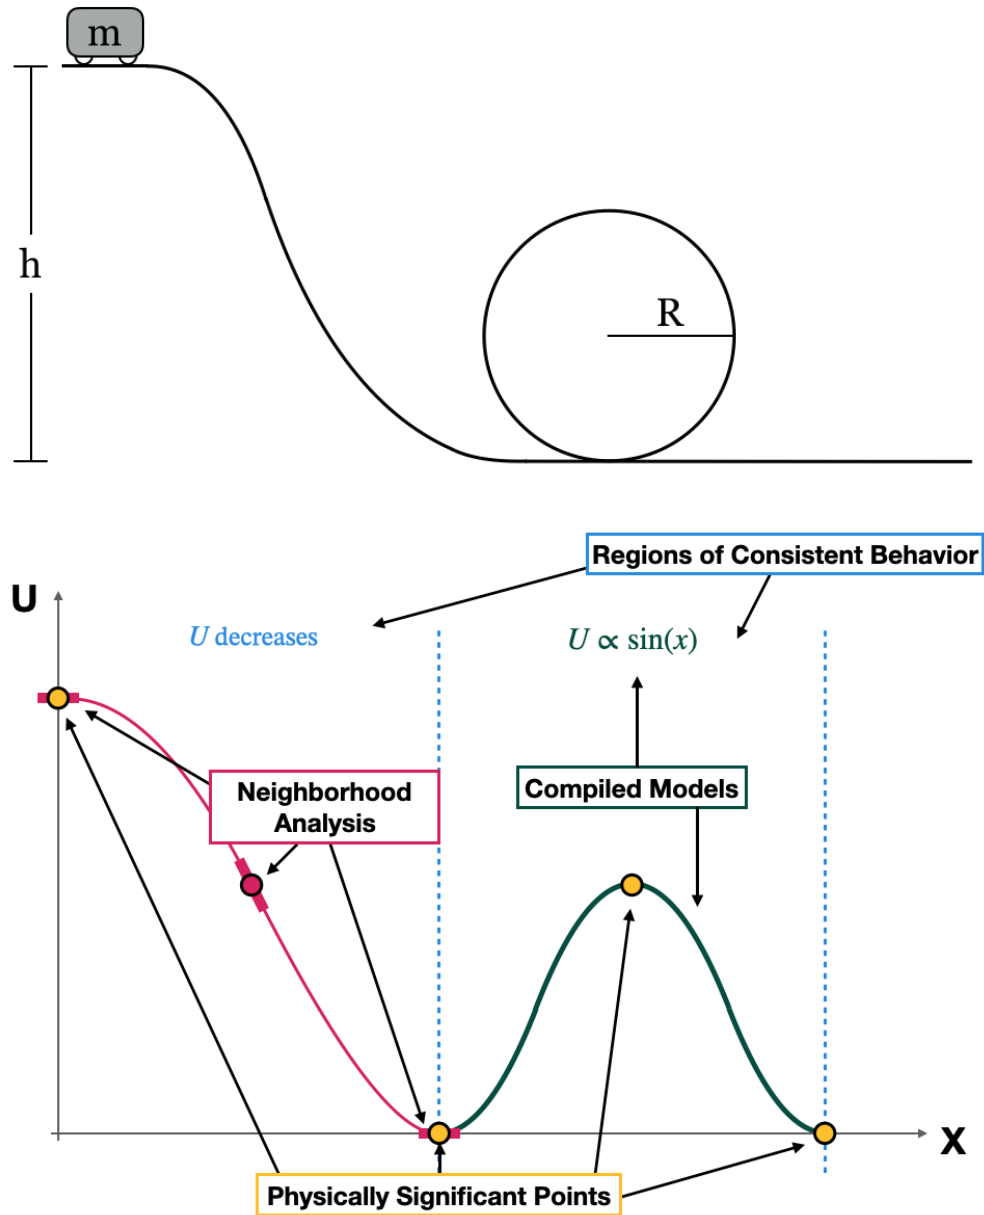 m
h
R
Regions of Consistent Behavior
U
U decreases
U ∝ sin(x)
Neighborhood
Analysis
Compiled Models
X
Physically Significant Points